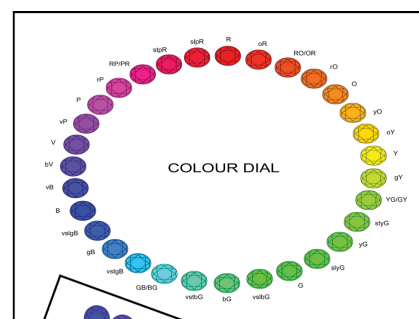 R
oR
RO/OR
rO
O
yO
oY
Y
gY
YG/GY
styG
yG
slyG
G
vslbG
bG
vstbG
GB/BG
vstgB
gB
vslgB
B
vB
bV
V
vP
P
rP
RP/PR
stpR
slpR
COLOUR DIAL